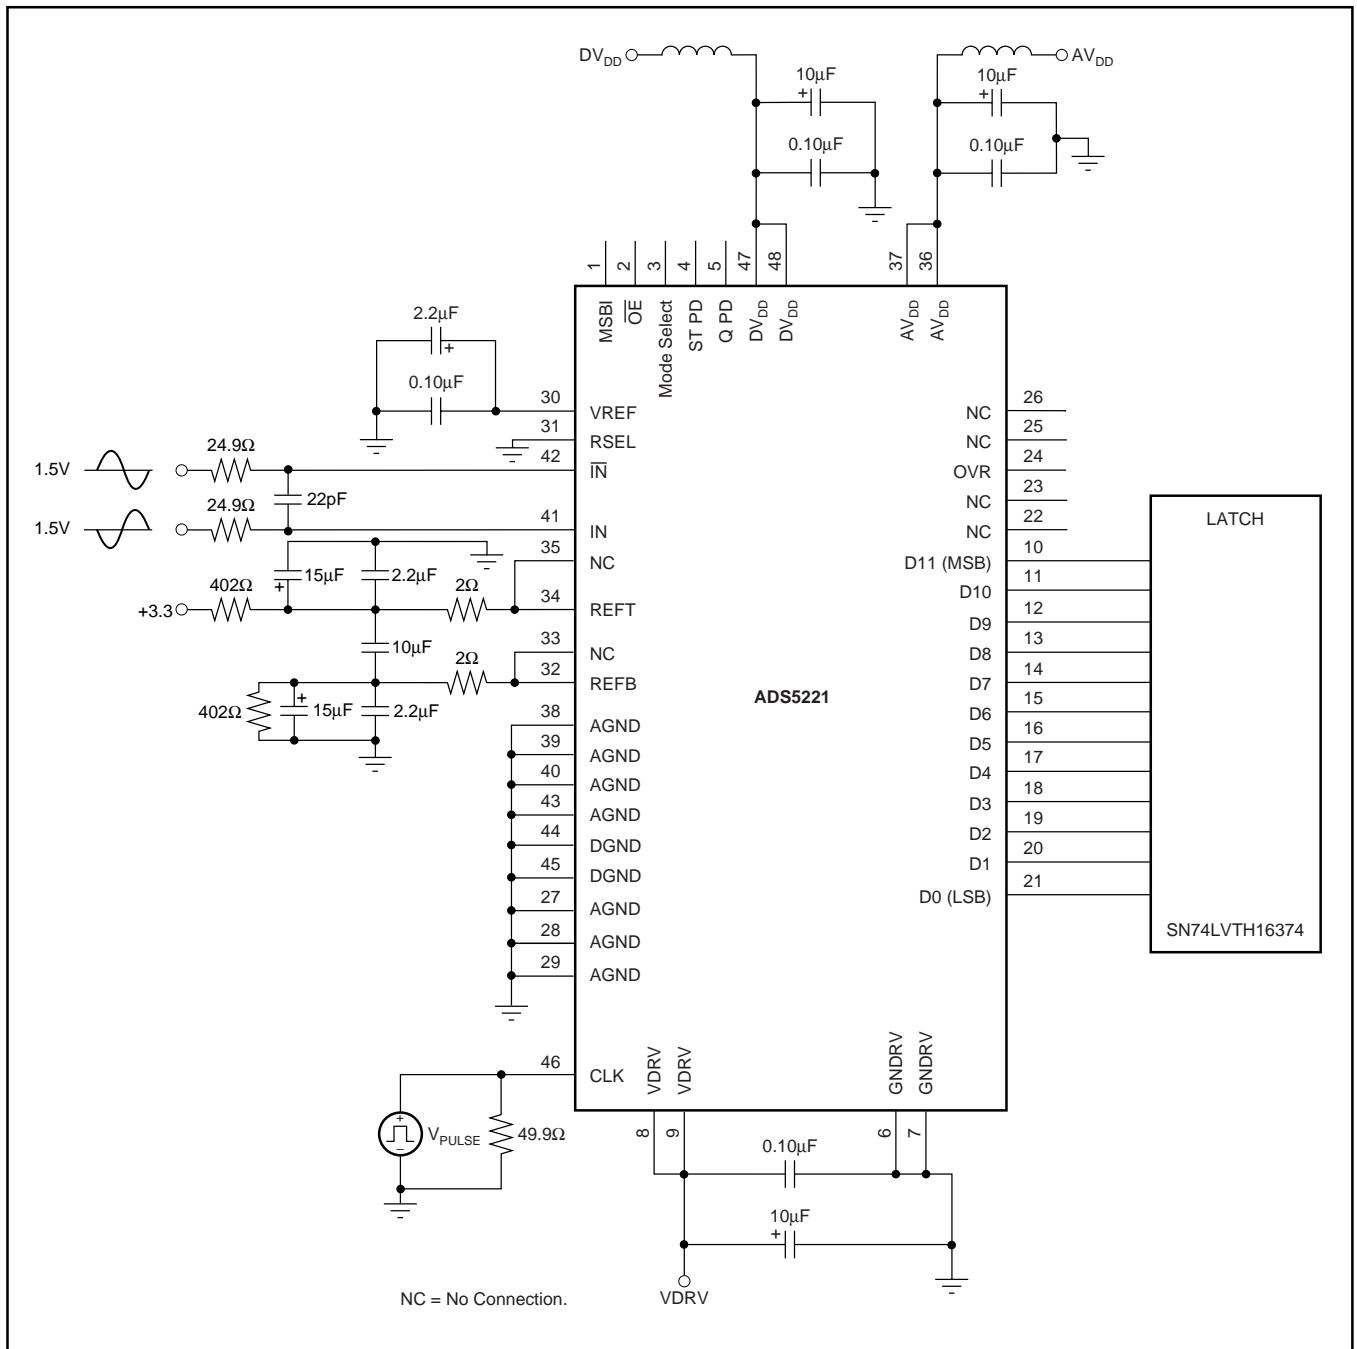 DVDD
AVDD
10µF
+
10µF
+
0.10µF
0.10µF
1
2
3
4
5
47
48
37
36
MSBI
OE
Mode Select
ST PD
Q PD
DVDD
DVDD
AVDD
AVDD
2.2µF
+
0.10µF
30
VREF
31
RSEL
24.9Ω
42
IN
1.5V
22pF
24.9Ω
41
IN
1.5V
35
NC
15µF
+
2.2µF
402Ω
2Ω
34
REFT
+3.3
10µF
33
NC
2Ω
32
REFB
402Ω
+
15µF
2.2µF
38
AGND
39
AGND
40
AGND
43
AGND
44
DGND
45
DGND
27
AGND
28
AGND
29
AGND
46
CLK
+
–
VPULSE
49.9Ω
ADS5221
NC
26
NC
25
OVR
24
NC
23
NC
22
D11 (MSB)
10
D10
11
D9
12
D8
13
D7
14
D6
15
D5
16
D4
17
D3
18
D2
19
D1
20
D0 (LSB)
21
LATCH
SN74LVTH16374
VDRV
VDRV
GNDRV
GNDRV
8
9
6
7
0.10µF
10µF
+
VDRV
NC = No Connection.